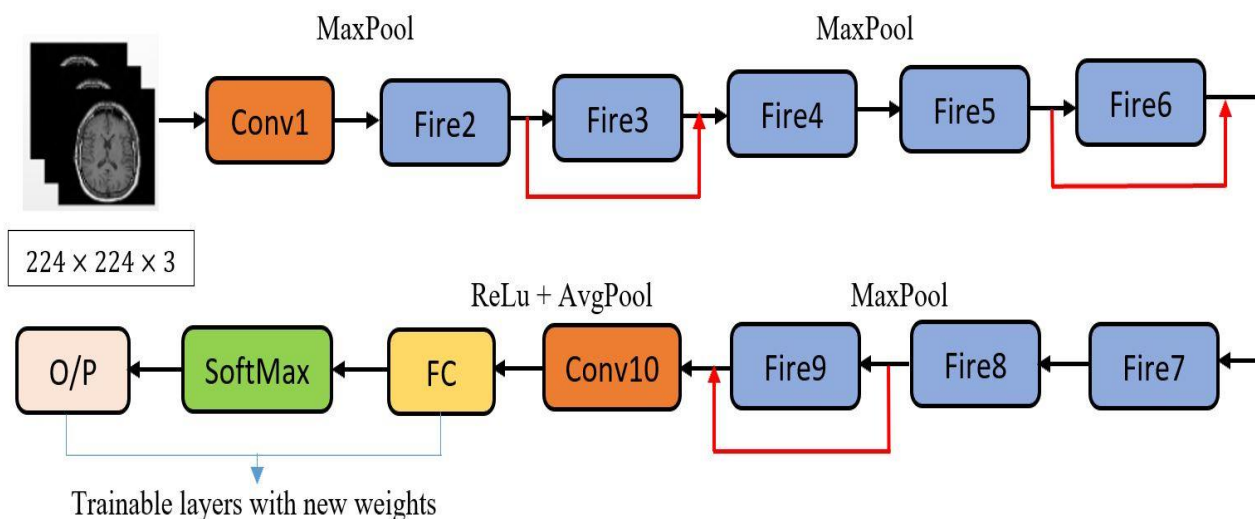 MaxPool MaxPool
Conv1 Fire2 Fire3 Fire4 Fire5 Fire6
224 × 224 × 3
ReLu + AvgPool MaxPool
O/P SoftMax FC Conv10 Fire9 Fire8 Fire7
Trainable layers with new weights